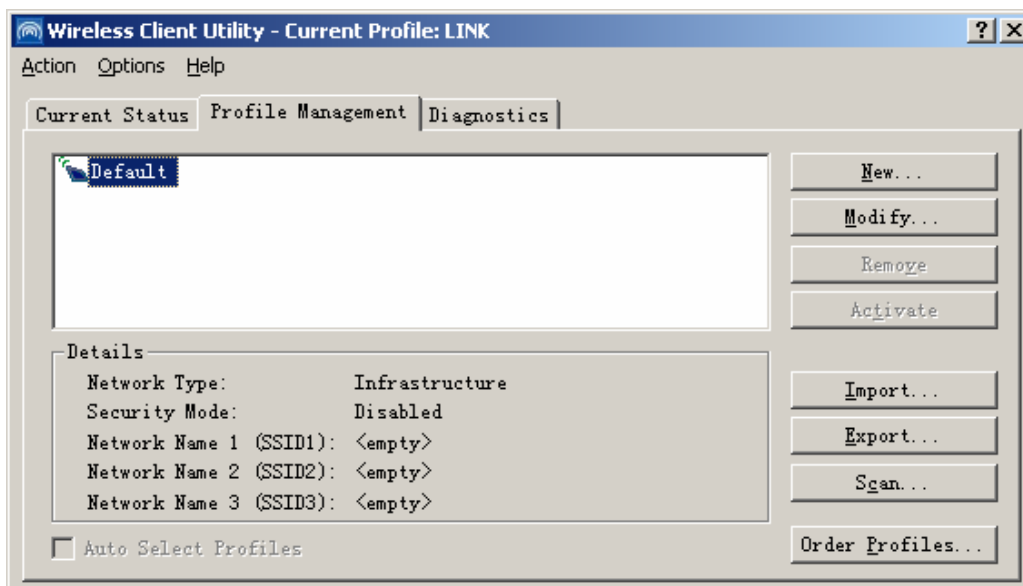 Wireless Client Utility - Current Profile: LINK
Action Options Help
Current Status Profile Management Diagnostics
Default
New...
Modify...
Remove
Activate
Details
Network Type: Infrastructure
Security Mode: Disabled
Network Name 1 (SSID1): <empty>
Network Name 2 (SSID2): <empty>
Network Name 3 (SSID3): <empty>
Import...
Export...
Scan...
Auto Select Profiles
Order Profiles...